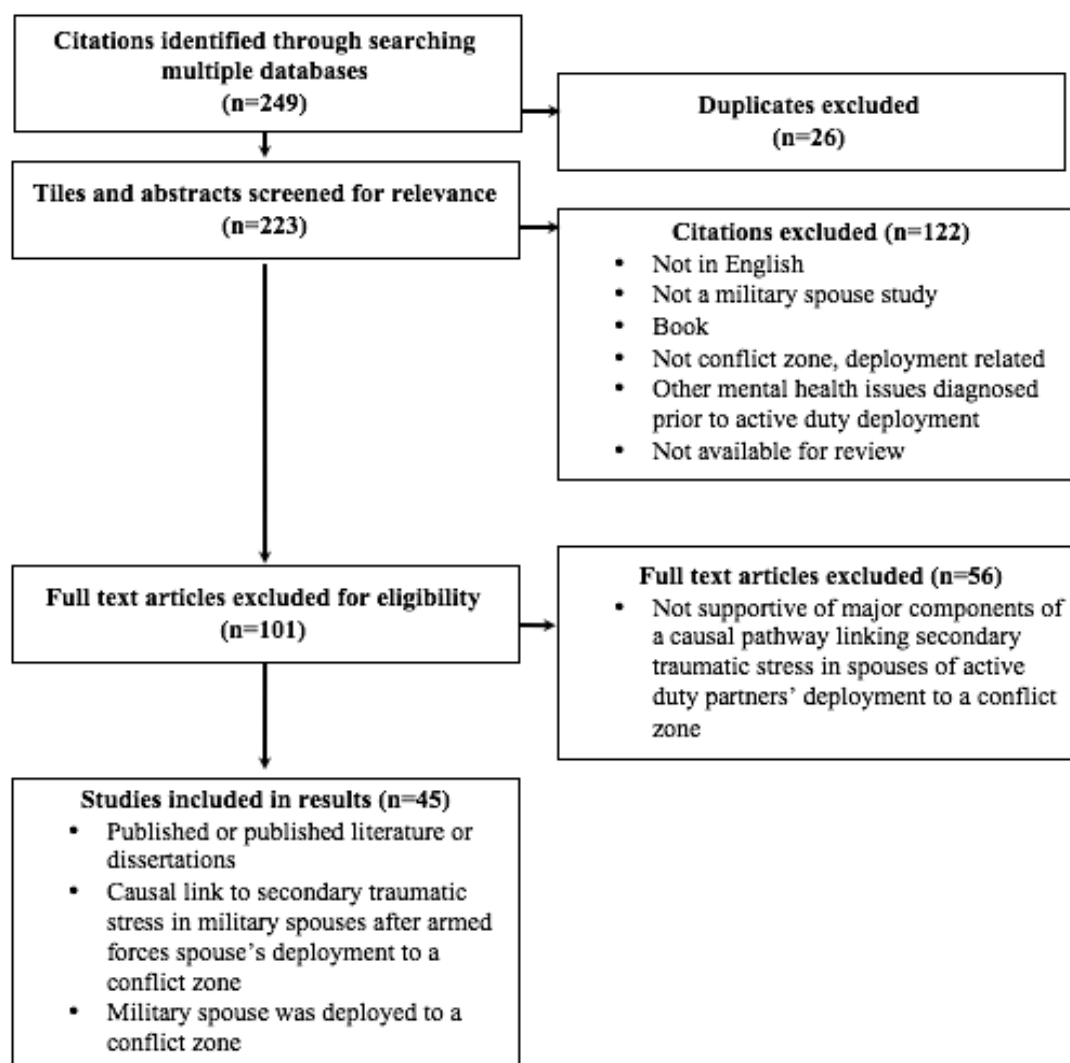 Citations identified through searching
multiple databases
(n=249)
Duplicates excluded
(n=26)
Tiles and abstracts screened for relevance
(n=223)
Citations excluded (n=122)
• Not in English
• Not a military spouse study
• Book
• Not conflict zone, deployment related
• Other mental health issues diagnosed
prior to active duty deployment
• Not available for review
Full text articles excluded for eligibility
(n=101)
Full text articles excluded (n=56)
• Not supportive of major components of
a causal pathway linking secondary
traumatic stress in spouses of active
duty partners’ deployment to a conflict
zone
Studies included in results (n=45)
• Published or published literature or
dissertations
• Causal link to secondary traumatic
stress in military spouses after armed
forces spouse’s deployment to a
conflict zone
• Military spouse was deployed to a
conflict zone